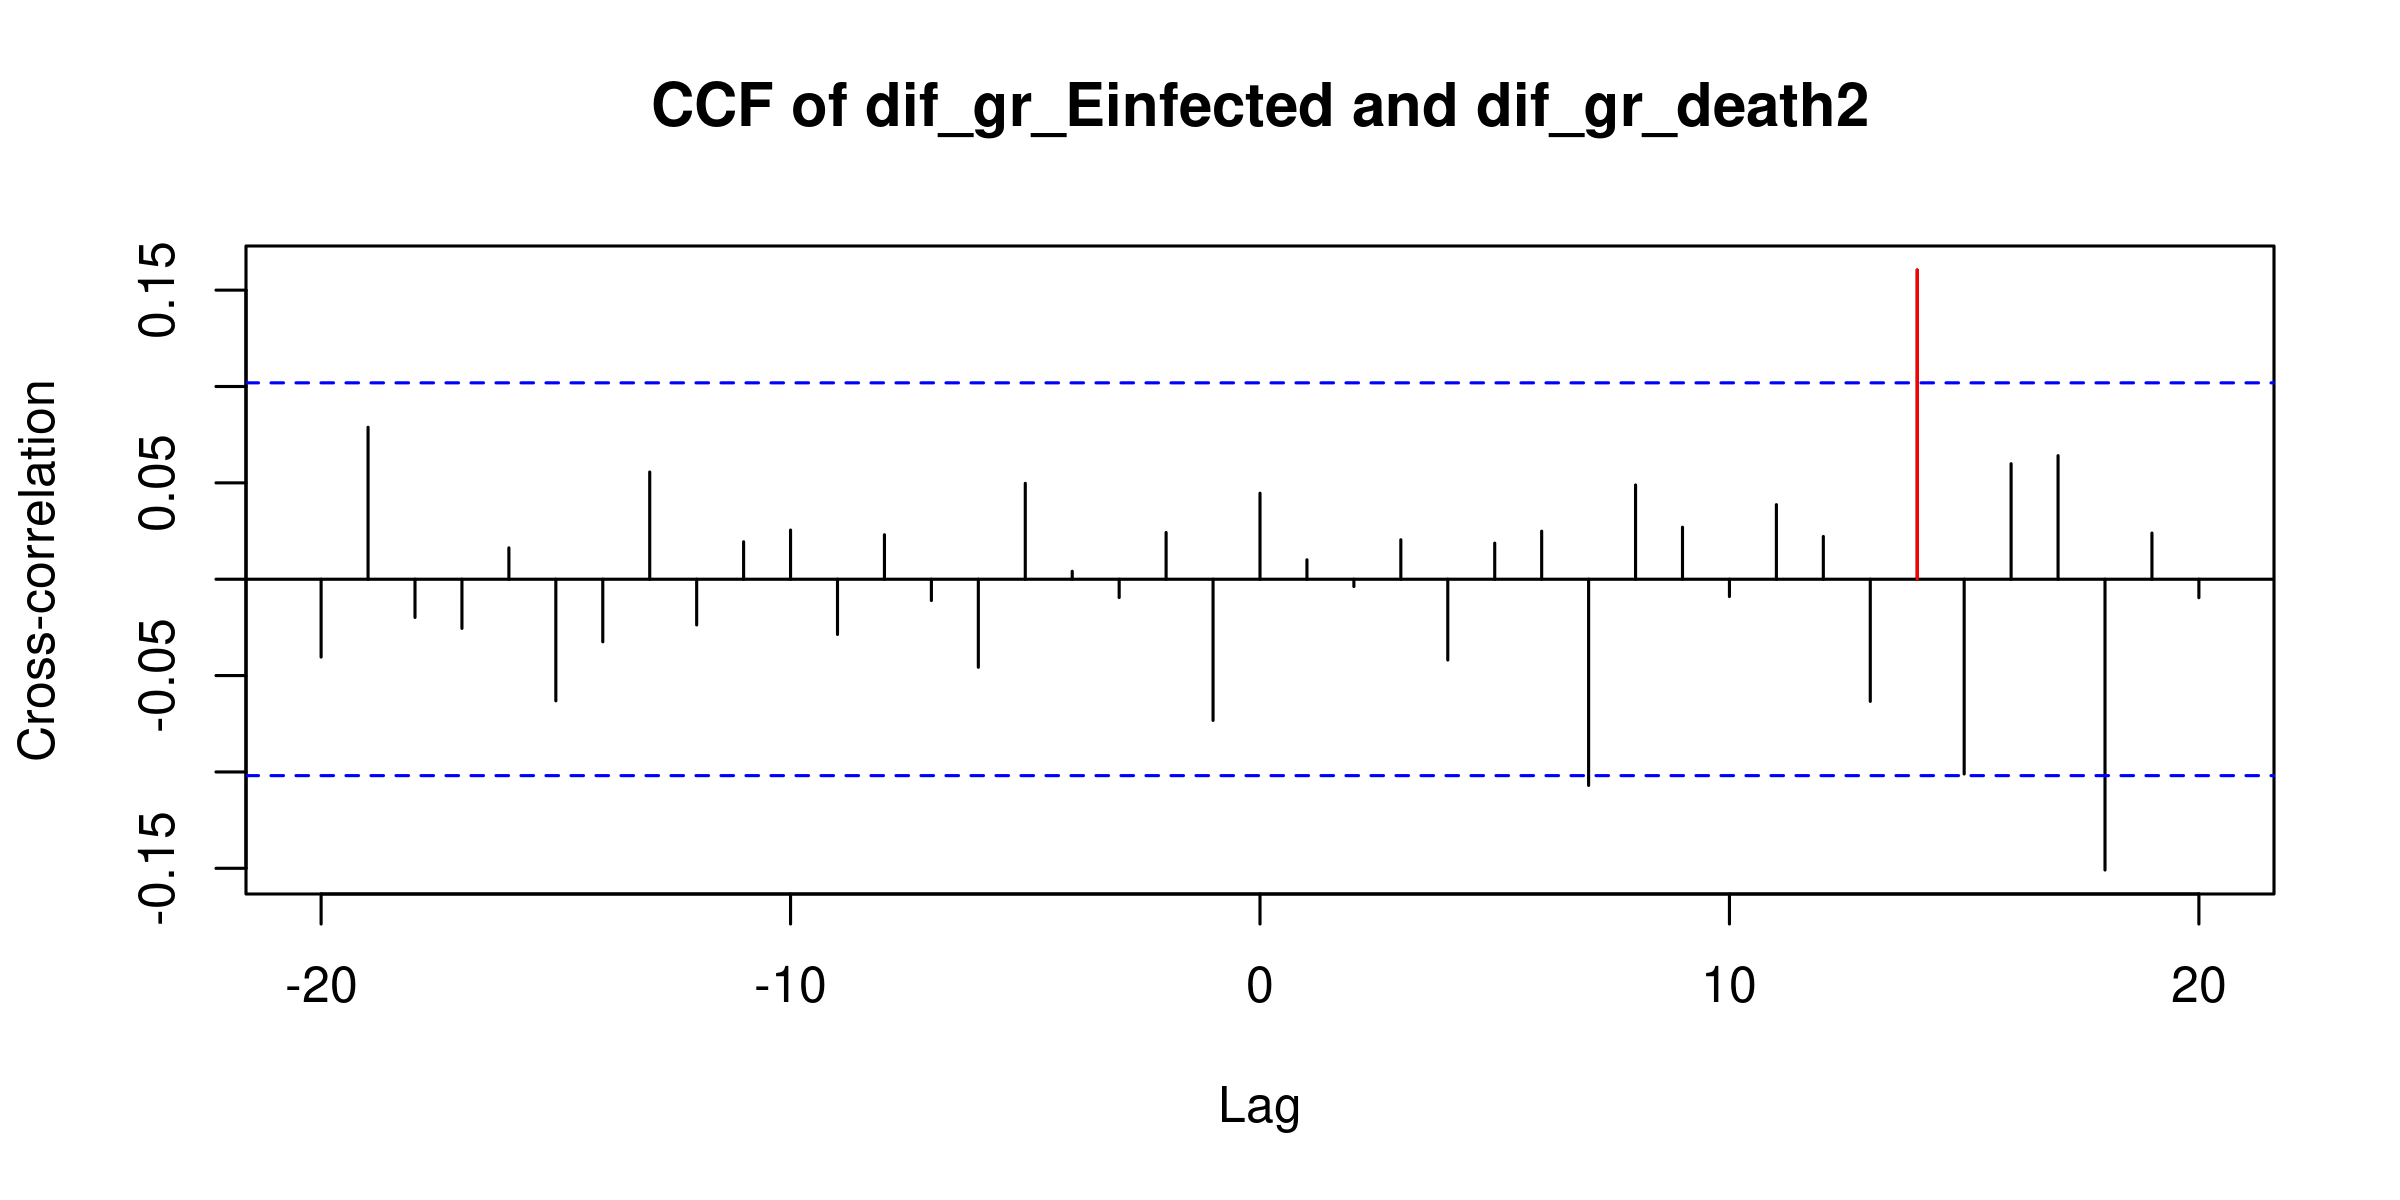 CCF of dif_gr_Einfected and dif_gr_death2
Cross-correlation
0.15
0.05
-0.05
-0.15
-20 -10 0 10 20
Lag